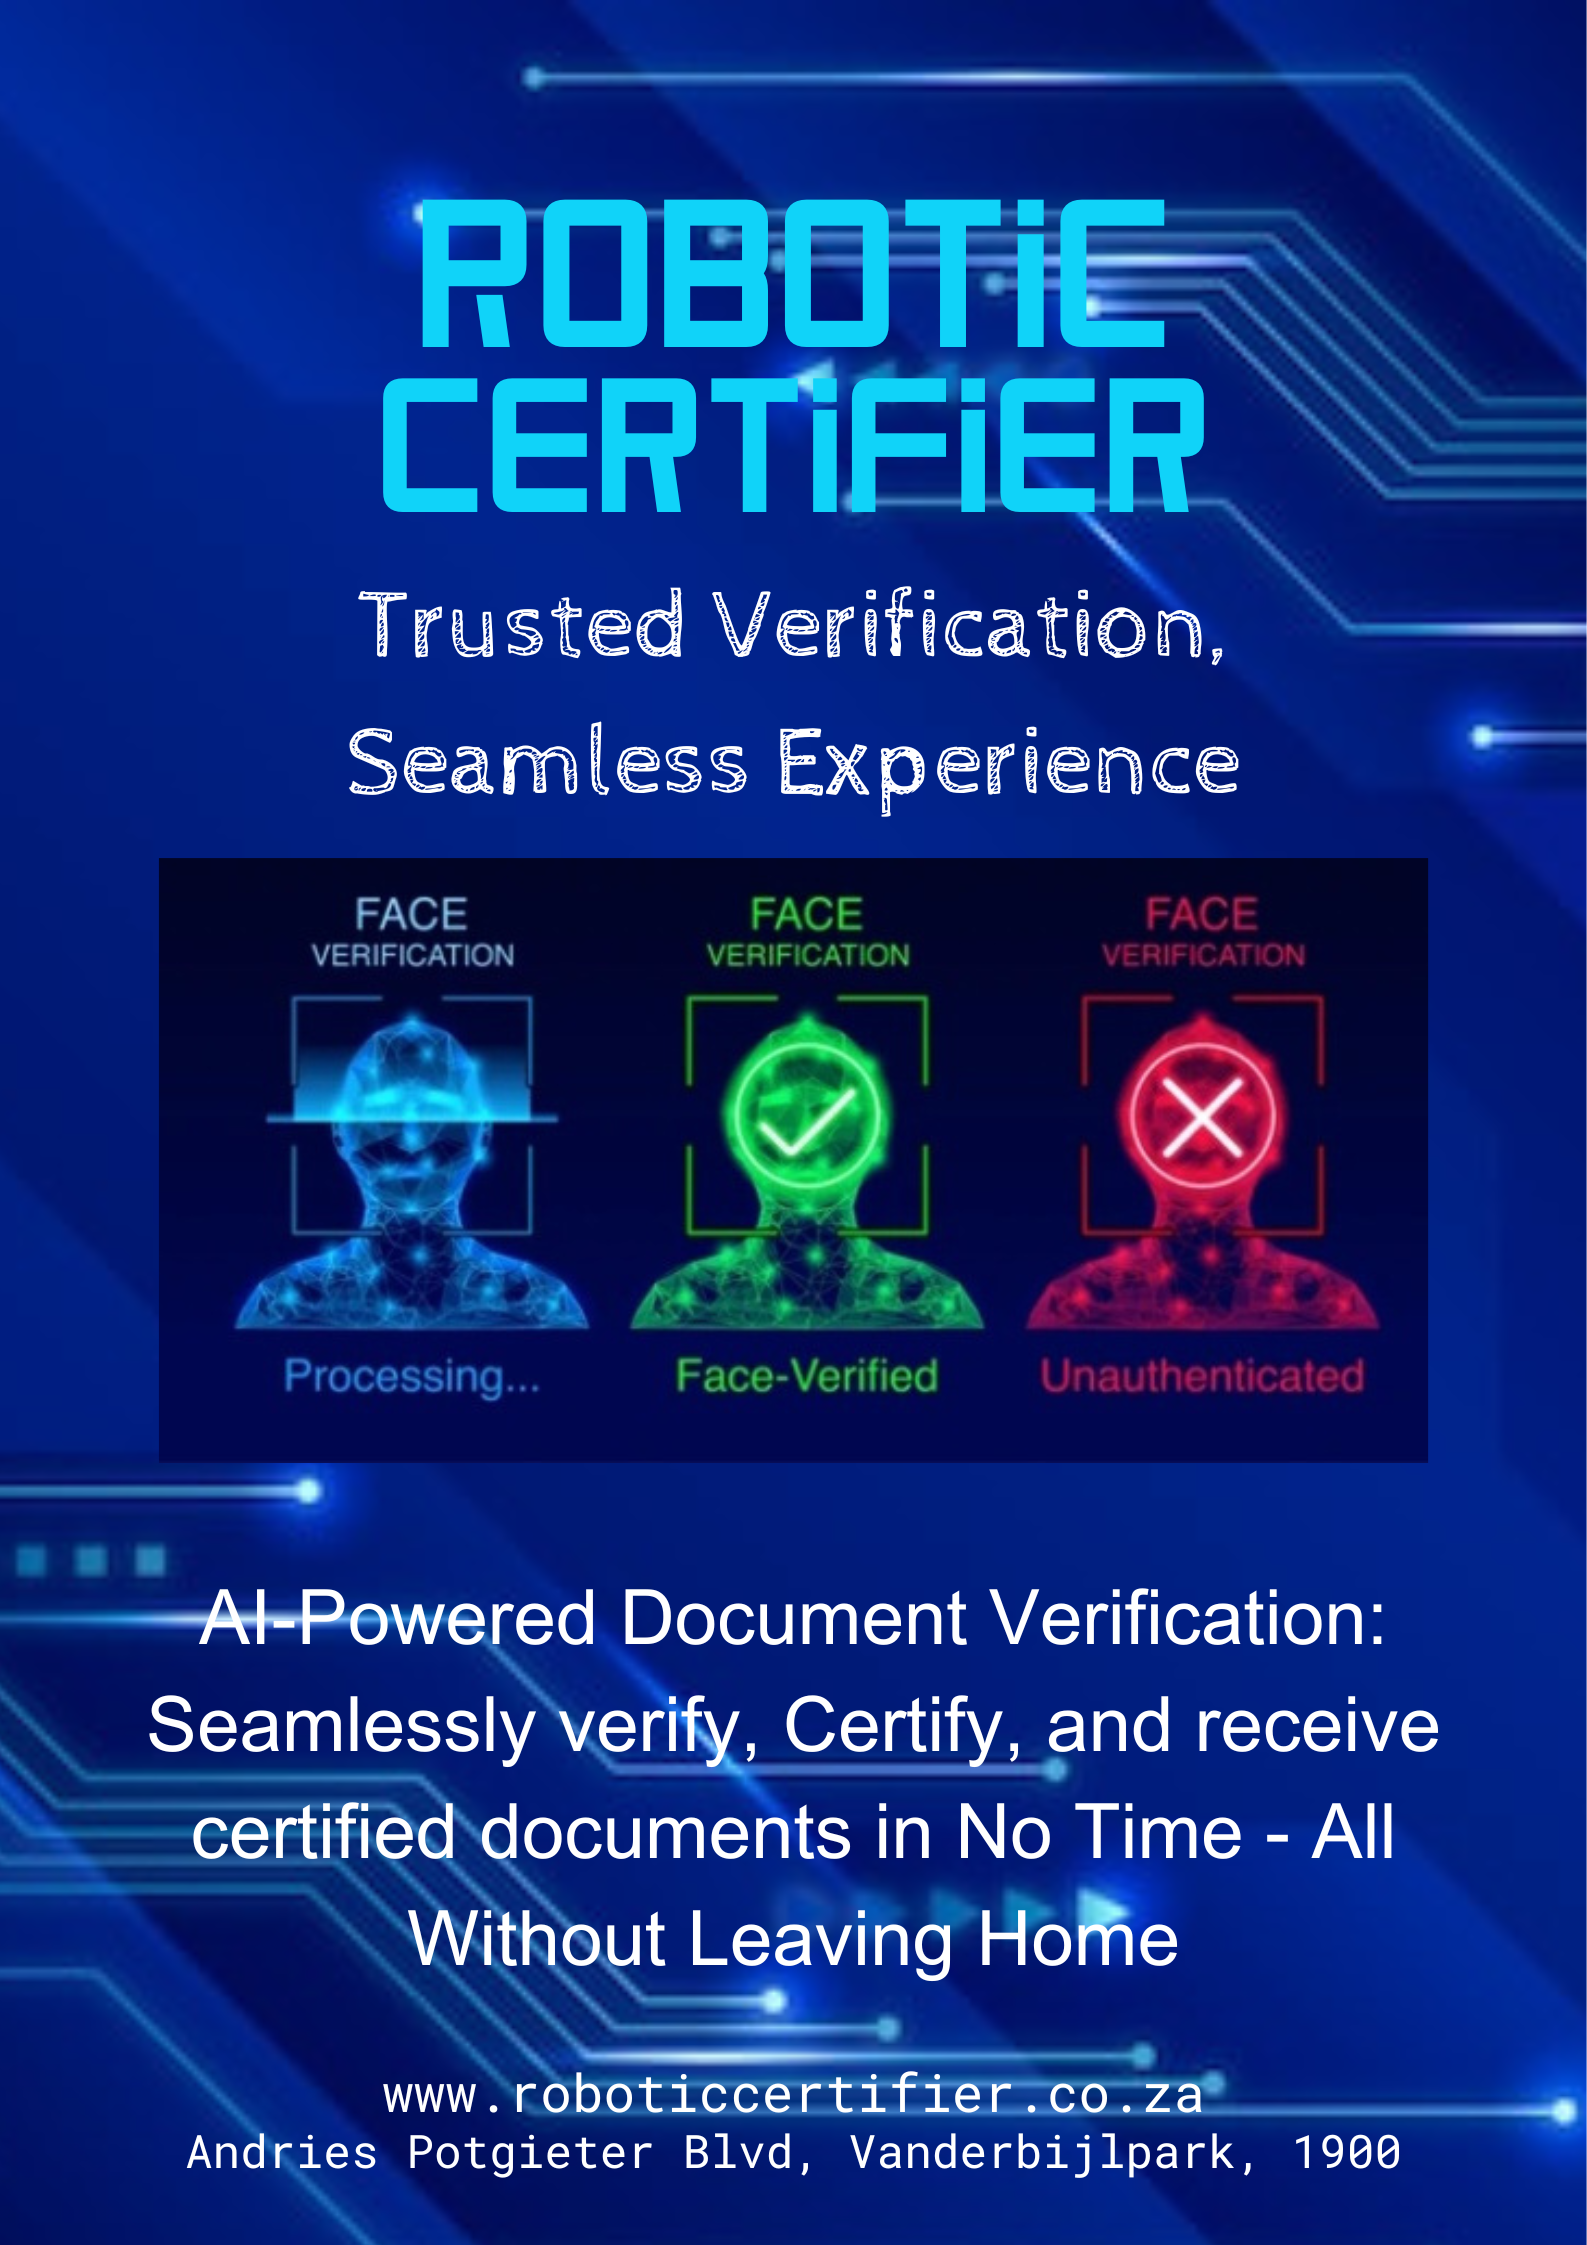 ROBOTiC
CERTiFiER
Trusted Verification,
Seamless Experience
FACE
VERIFICATION
Processing...
FACE
VERIFICATION
Face-Verified
FACE
VERIFICATION
Unauthenticated
AI-Powered Document Verification:
Seamlessly verify, Certify, and receive
certified documents in No Time - All
Without Leaving Home
www.roboticcertifier.co.za
Andries Potgieter Blvd, Vanderbijlpark, 1900